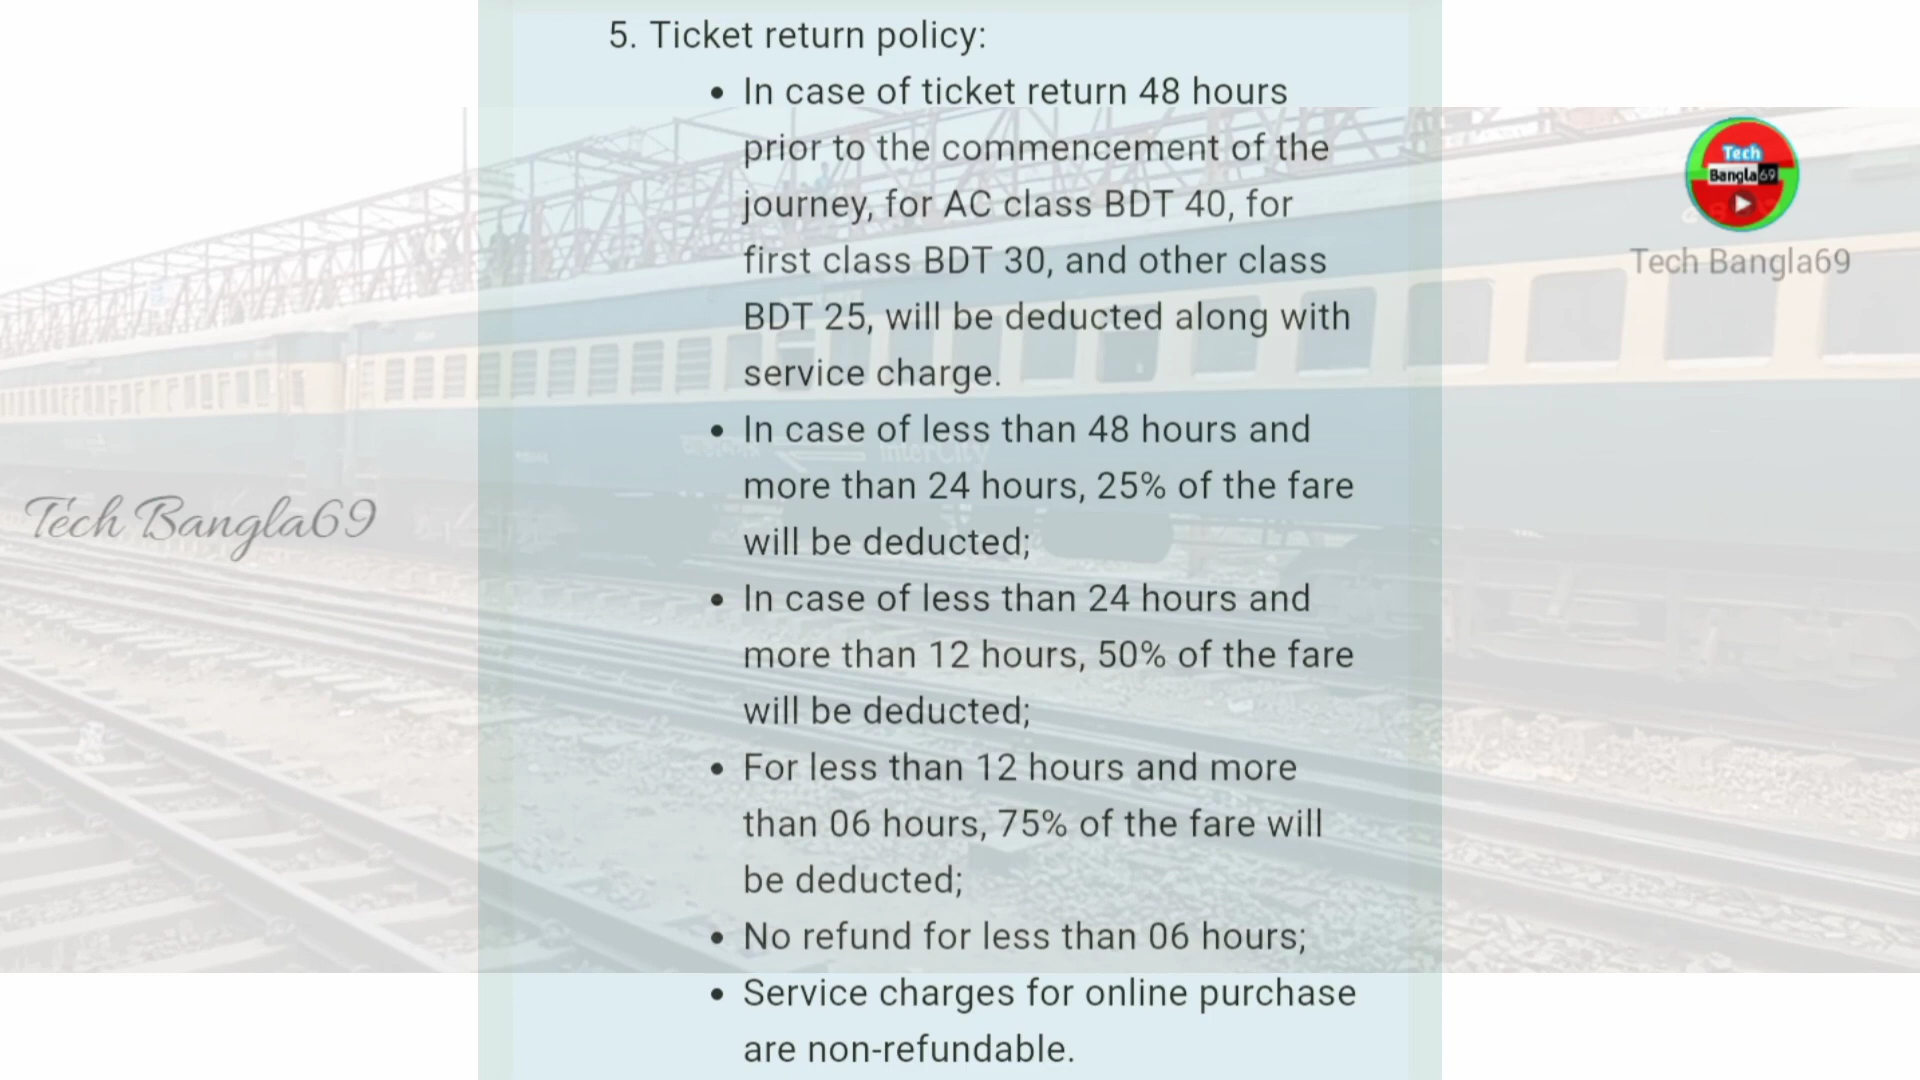 5. Ticket return policy:
• In case of ticket return 48 hours
prior to the commencement of the
journey, for AC class BDT 40, for
first class BDT 30, and other class
BDT 25, will be deducted along with
service charge.
• In case of less than 48 hours and
more than 24 hours, 25% of the fare
will be deducted;
• In case of less than 24 hours and
more than 12 hours, 50% of the fare
will be deducted;
• For less than 12 hours and more
than 06 hours, 75% of the fare will
be deducted;
• No refund for less than 06 hours;
• Service charges for online purchase
are non-refundable.
Tech
Bangla69
Tech Bangla69
Tech Bangla69
InterCity